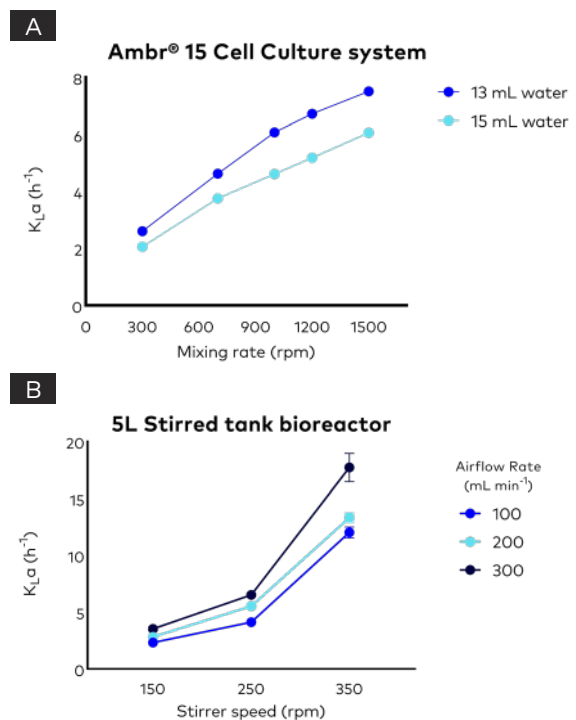 A
Ambr® 15 Cell Culture system
8
6
4
2
0
KLa (h⁻¹)
0 300 600 900 1200 1500
Mixing rate (rpm)
13 mL water
15 mL water
B
5L Stirred tank bioreactor
20
15
10
5
0
KLa (h⁻¹)
150 250 350
Stirrer speed (rpm)
Airflow Rate
(mL min⁻¹)
100
200
300